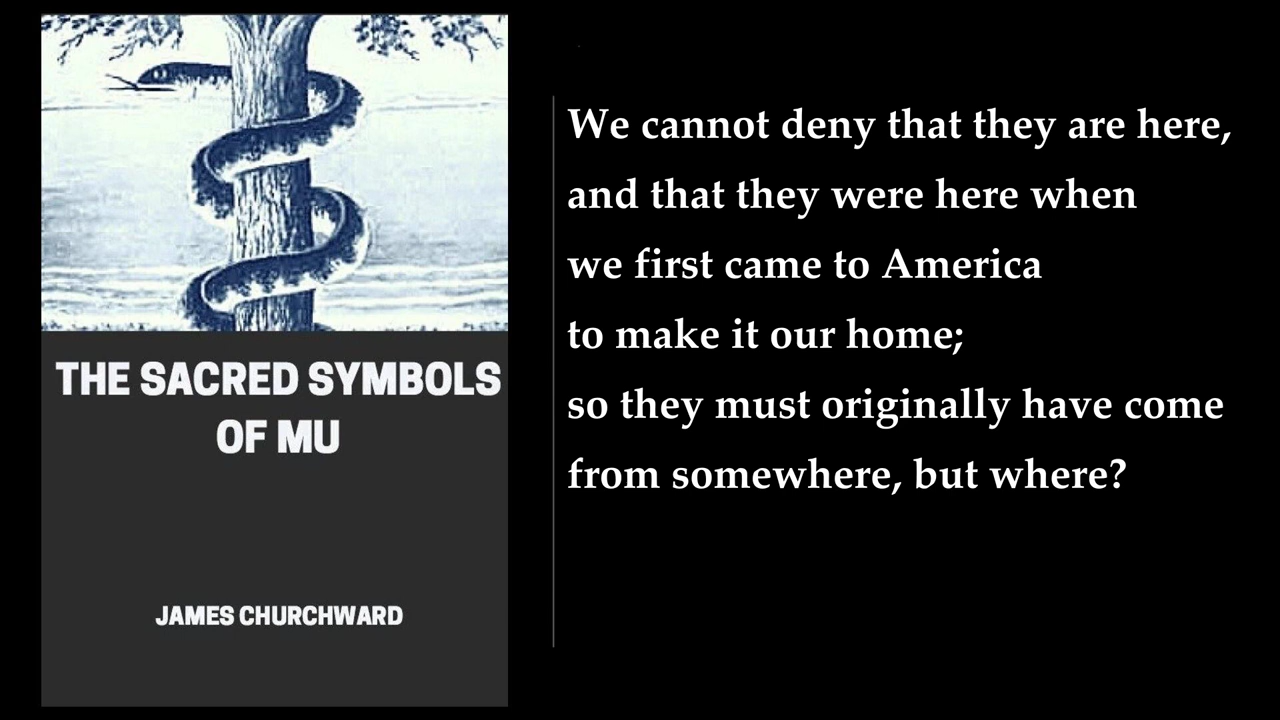 THE SACRED SYMBOLS
OF MU
JAMES CHURCHWARD
We cannot deny that they are here,
and that they were here when
we first came to America
to make it our home;
so they must originally have come
from somewhere, but where?